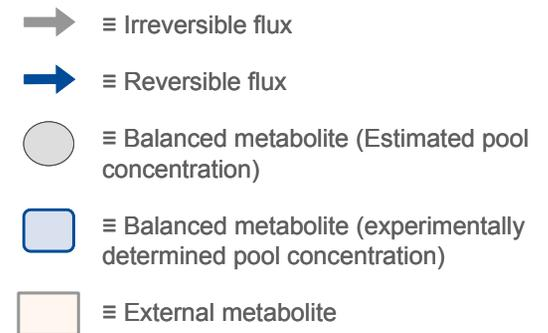 ≡ Irreversible flux
≡ Reversible flux
≡ Balanced metabolite (Estimated pool
concentration)
≡ Balanced metabolite (experimentally
determined pool concentration)
≡ External metabolite